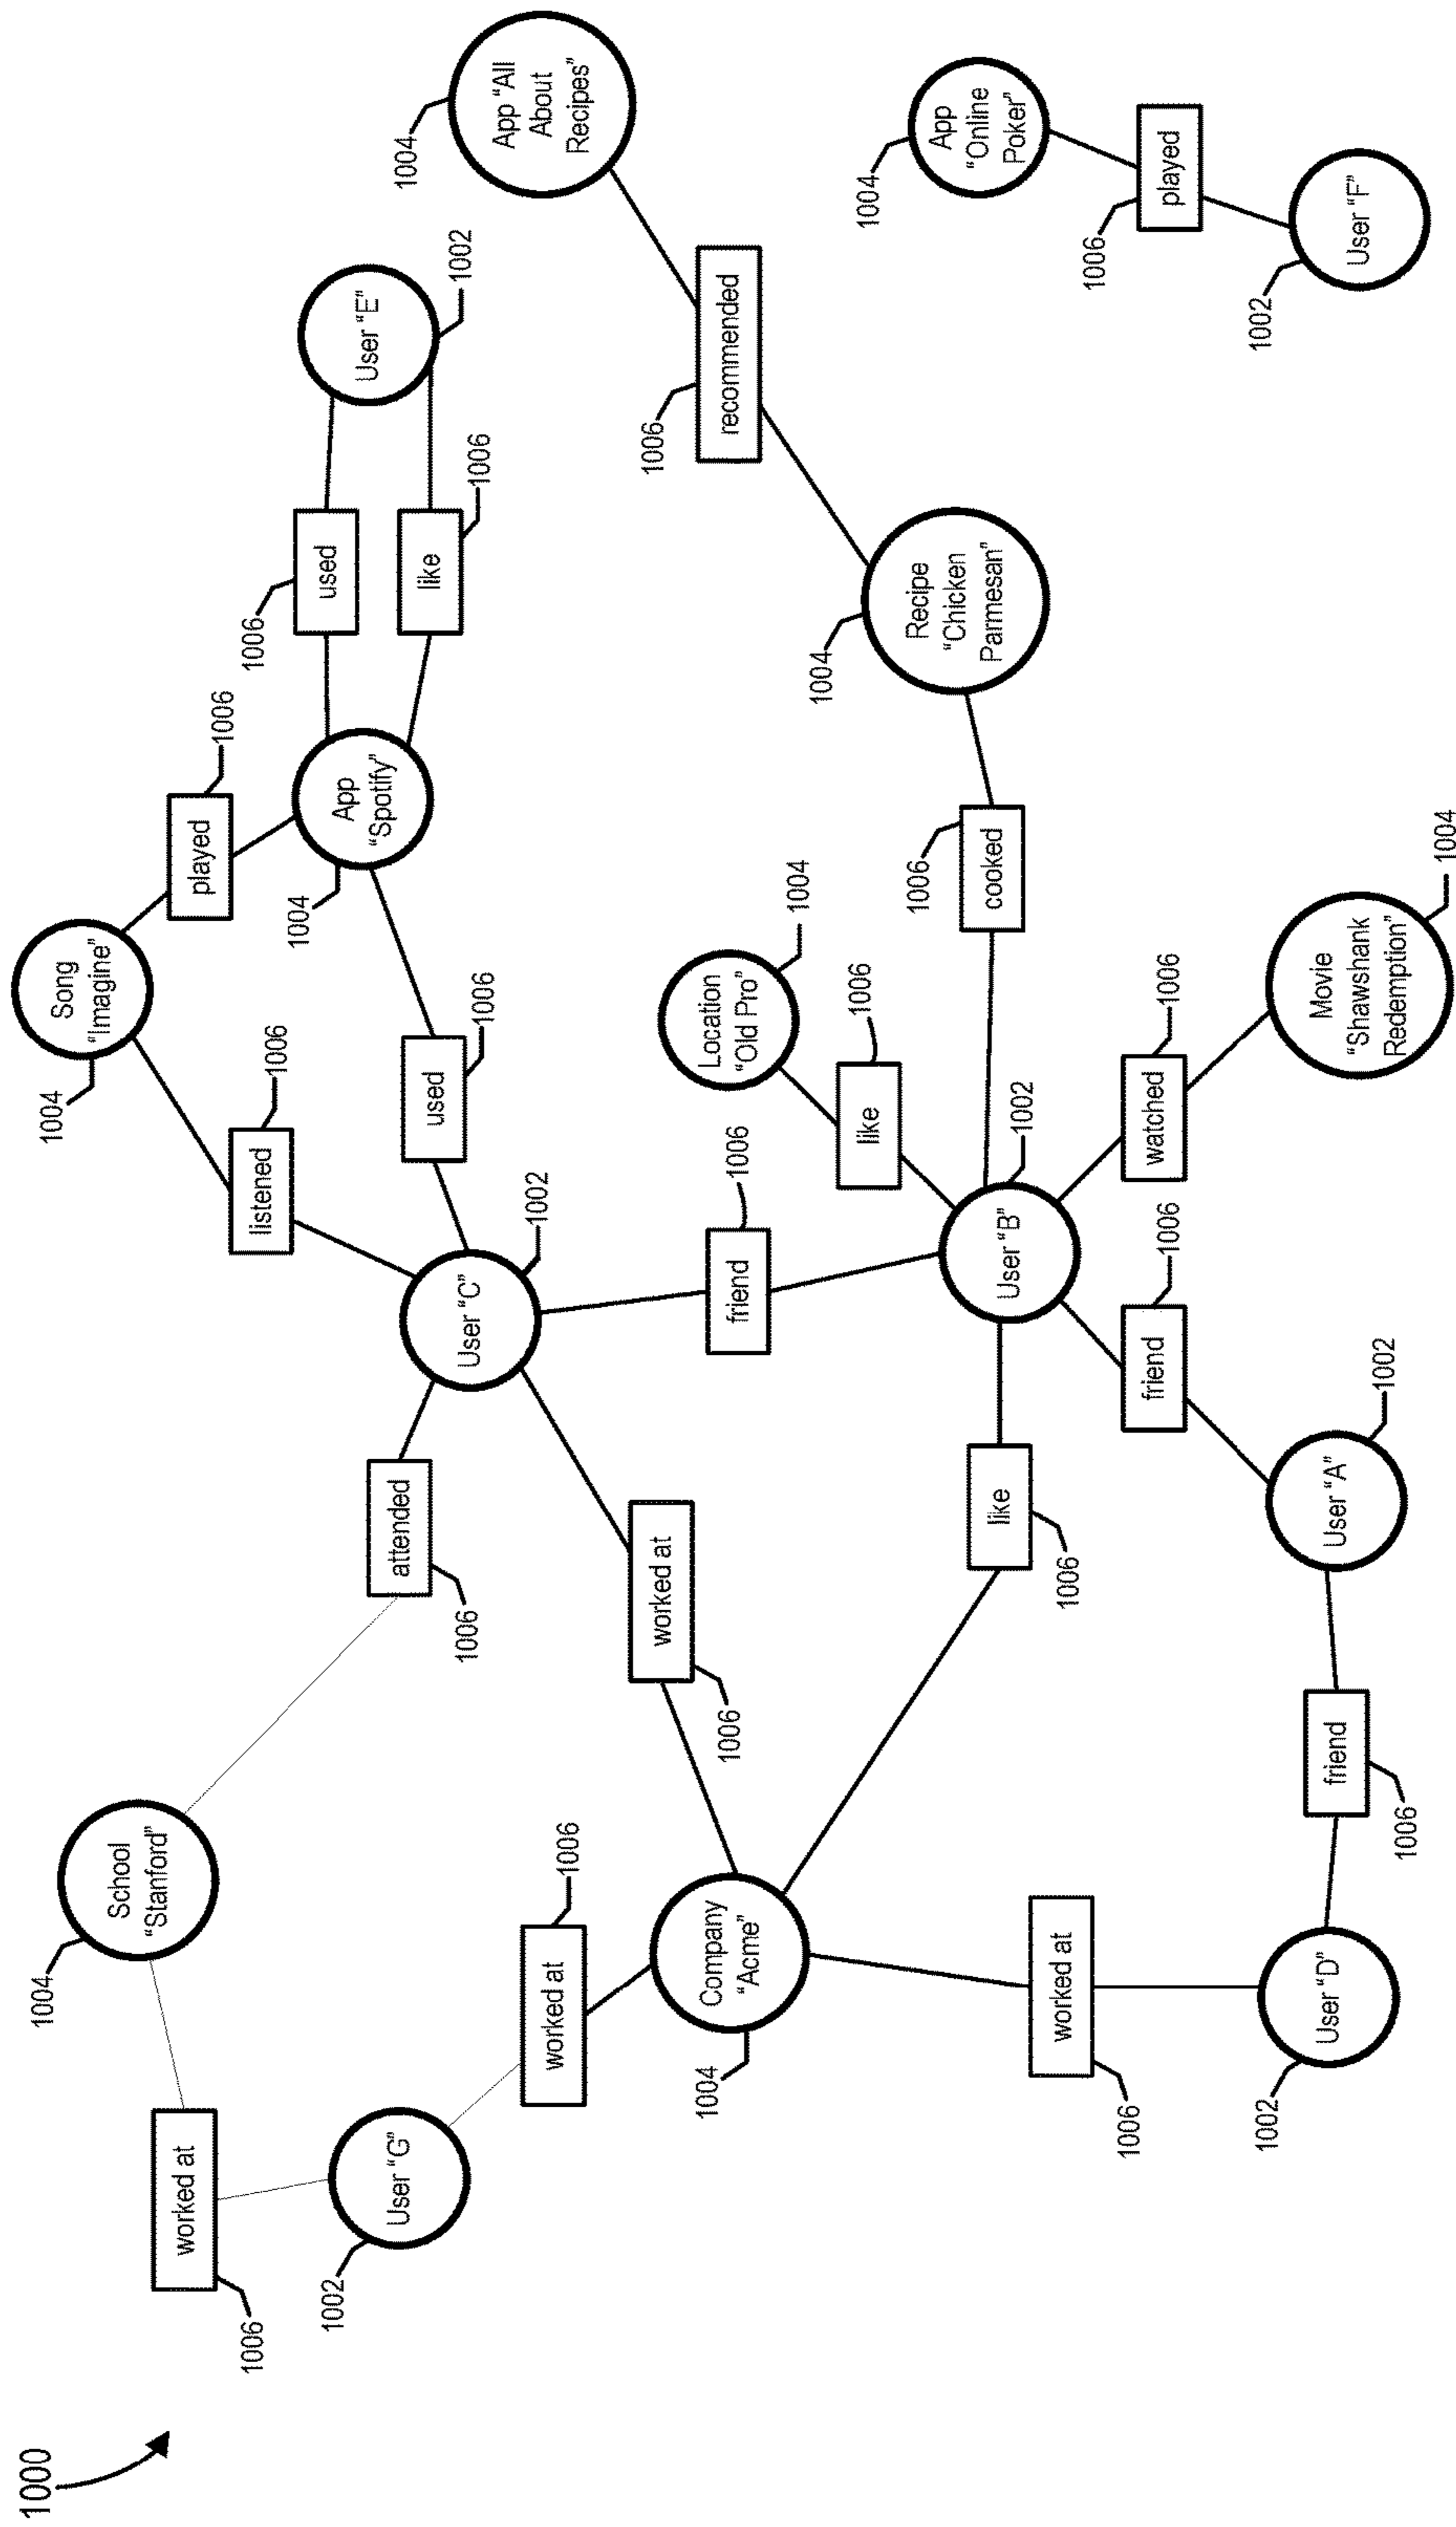 1000
1004
School
"Stanford"
1004
Song
"Imagine"
worked at
1006
played
1006
listened
1006
1006
used
User "E"
1002
1004
App
"Spotify"
like
1006
User "G"
1002
attended
1006
User "C"
1002
used
1006
1004
App "All
About
Recipes"
worked at
1006
worked at
1006
friend
1006
1006
recommended
1004
Company
"Acme"
Location
"Old Pro"
1004
like
1006
1004
Recipe
"Chicken
Parmesan"
1006
cooked
1004
App
"Online
Poker"
worked at
1006
like
1006
User "B"
1002
friend
1006
watched
1006
1006
played
1002
User "D"
friend
1006
User "A"
1002
Movie
"Shawshank
Redemption"
1004
1002
User "F"